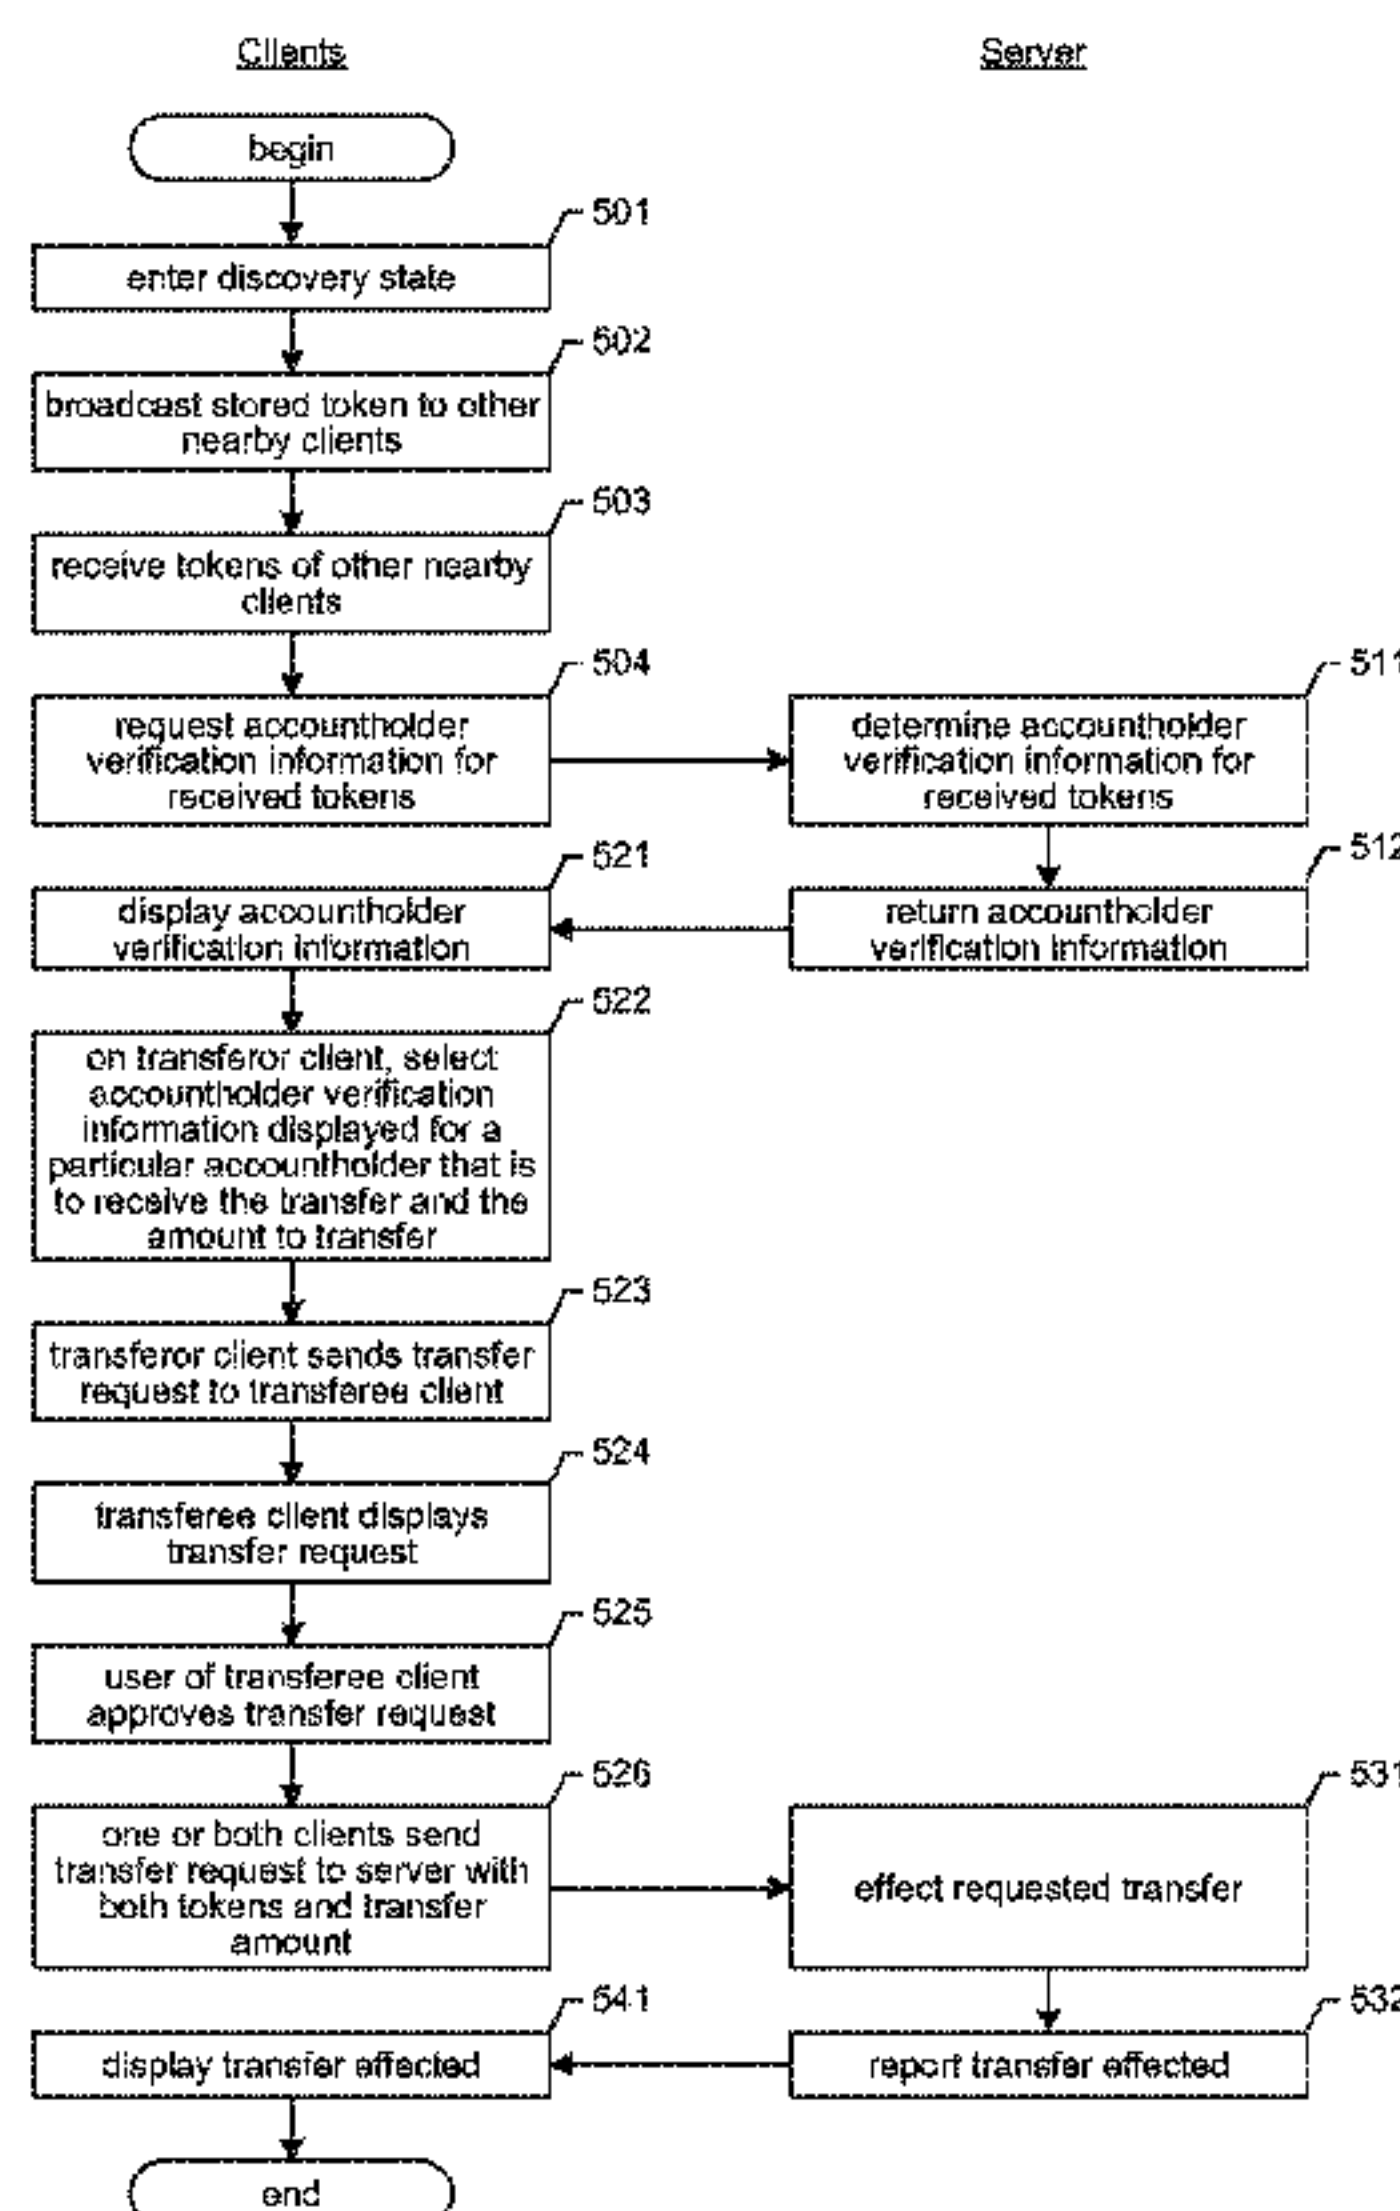 Clients
Server
begin
501
enter discovery state
502
broadcast stored token to other
nearby clients
503
receive tokens of other nearby
clients
504
request accountholder
verification information for
received tokens
511
determine accountholder
verification information for
received tokens
521
display accountholder
verification information
512
return accountholder
verification information
522
on transferor client, select
accountholder verification
information displayed for a
particular accountholder that is
to receive the transfer and the
amount to transfer
523
transferor client sends transfer
request to transferee client
524
transferee client displays
transfer request
525
user of transferee client
approves transfer request
526
one or both clients send
transfer request to server with
both tokens and transfer
amount
531
effect requested transfer
541
display transfer effected
532
report transfer effected
end